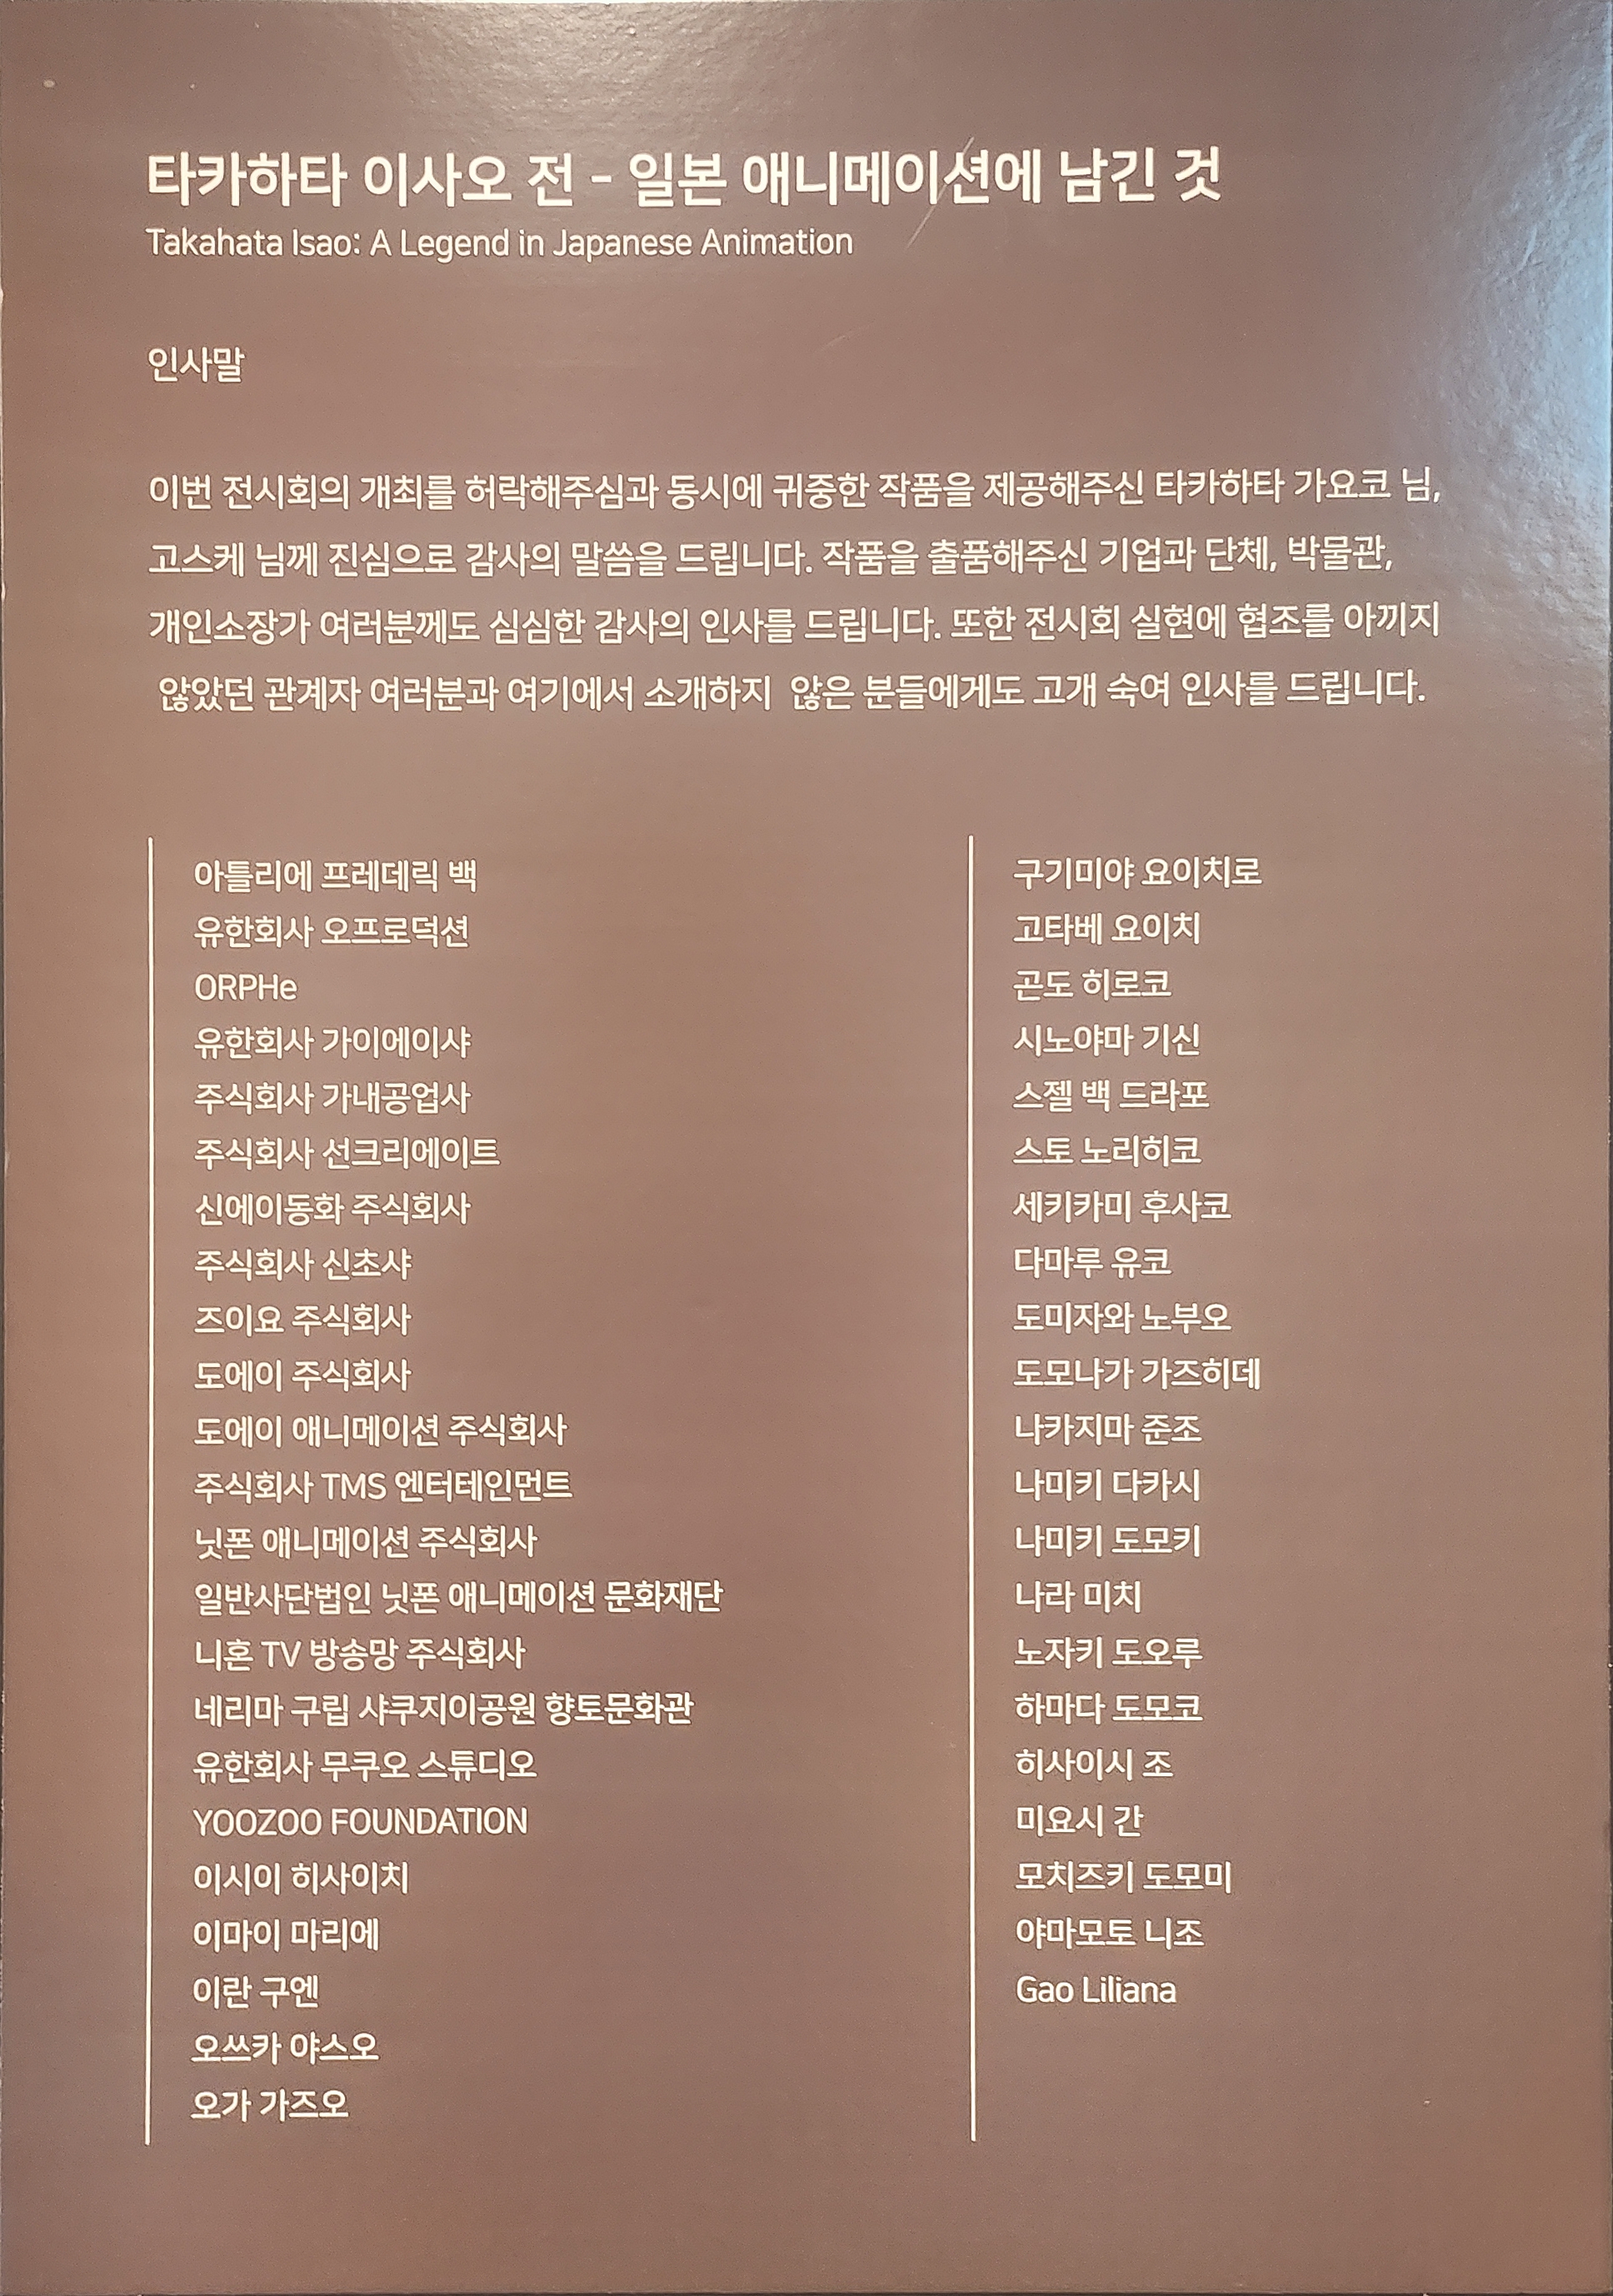 타카하타 이사오 전 - 일본 애니메이션에 남긴 것
Takahata Isao: A Legend in Japanese Animation
인사말
이번 전시회의 개최를 허락해주심과 동시에 귀중한 작품을 제공해주신 타카하타 가요코 님,
고스케 님께 진심으로 감사의 말씀을 드립니다. 작품을 출품해주신 기업과 단체, 박물관,
개인소장가 여러분께도 심심한 감사의 인사를 드립니다. 또한 전시회 실현에 협조를 아끼지
않았던 관계자 여러분과 여기에서 소개하지 않은 분들에게도 고개 숙여 인사를 드립니다.
아틀리에 프레데릭 백
유한회사 오프로덕션
ORPHe
유한회사 가이에이샤
주식회사 가내공업사
주식회사 선크리에이트
신에이동화 주식회사
주식회사 신초샤
즈이요 주식회사
도에이 주식회사
도에이 애니메이션 주식회사
주식회사 TMS 엔터테인먼트
닛폰 애니메이션 주식회사
일반사단법인 닛폰 애니메이션 문화재단
니혼 TV 방송망 주식회사
네리마 구립 샤쿠지이공원 향토문화관
유한회사 무쿠오 스튜디오
YOOZOO FOUNDATION
이시이 히사이치
이마이 마리에
이란 구엔
오쓰카 야스오
오가 가즈오
구기미야 요이치로
고타베 요이치
곤도 히로코
시노야마 기신
스젤 백 드라포
스토 노리히코
세키카미 후사코
다마루 유코
도미자와 노부오
도모나가 가즈히데
나카지마 준조
나미키 다카시
나미키 도모키
나라 미치
노자키 도오루
하마다 도모코
히사이시 조
미요시 간
모치즈키 도모미
야마모토 니조
Gao Liliana